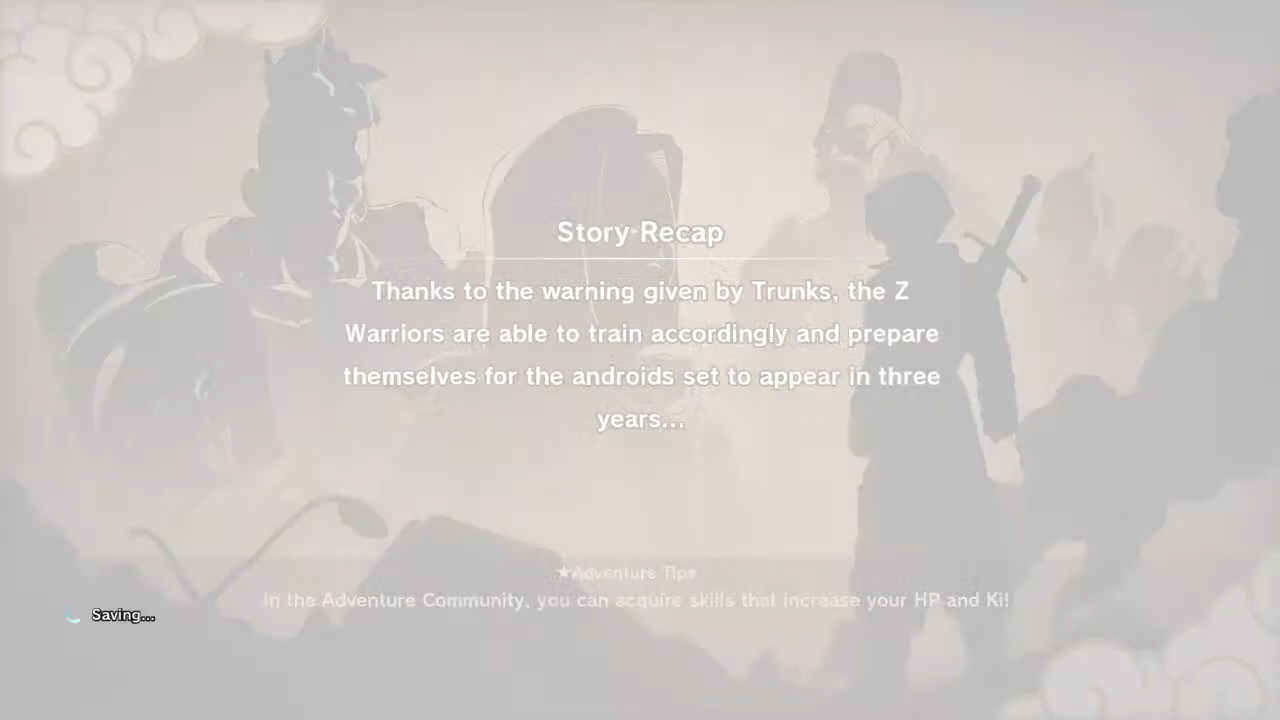 Story Recap
Thanks to the warning given by Trunks, the Z
Warriors are able to train accordingly and prepare
themselves for the androids set to appear in three
years...
★Adventure Tips
In the Adventure Community, you can acquire skills that increase your HP and Ki!
Saving...